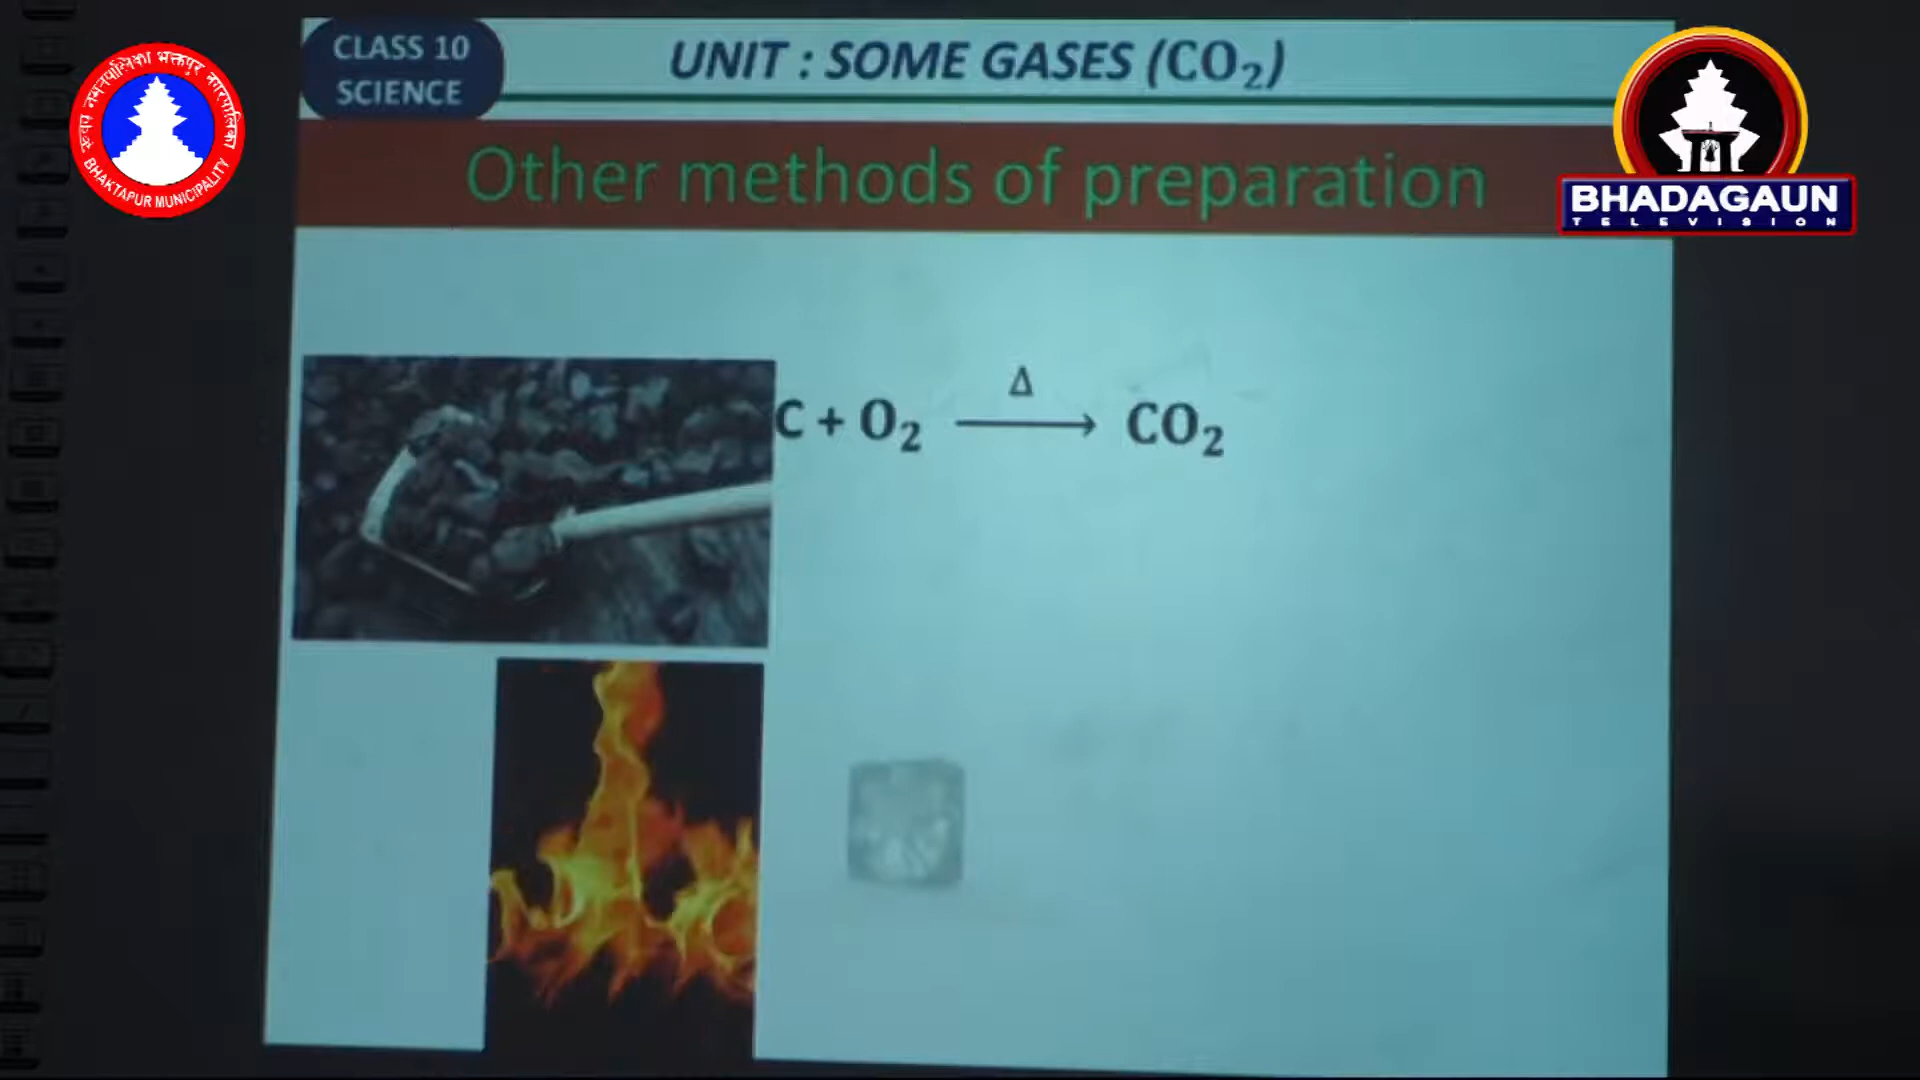 CLASS 10
SCIENCE
UNIT : SOME GASES (CO₂)
BHAKTAPUR MUNICIPALITY
BHADAGAUN
TELEVISION
Other methods of preparation
C + O₂ —Δ→ CO₂